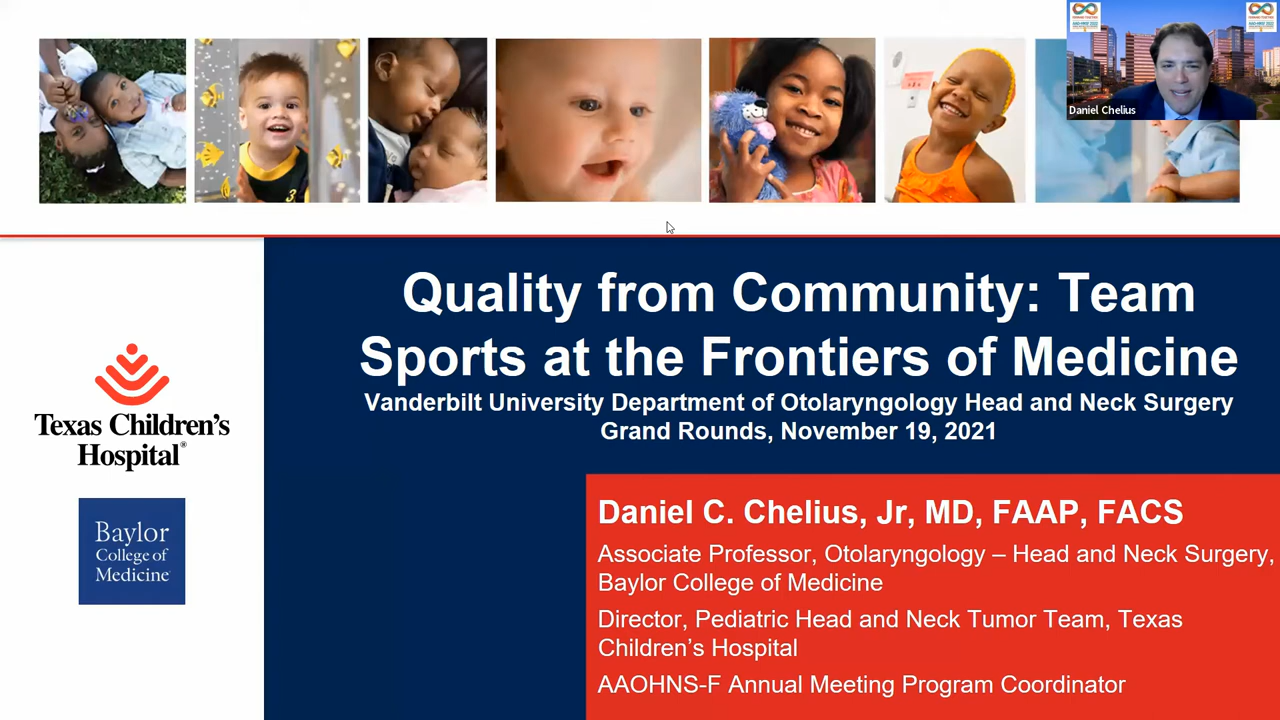 Daniel Chelius
Quality from Community: Team
Sports at the Frontiers of Medicine
Vanderbilt University Department of Otolaryngology Head and Neck Surgery
Grand Rounds, November 19, 2021
Texas Children's
Hospital®
Baylor
College of
Medicine
Daniel C. Chelius, Jr, MD, FAAP, FACS
Associate Professor, Otolaryngology – Head and Neck Surgery,
Baylor College of Medicine
Director, Pediatric Head and Neck Tumor Team, Texas
Children's Hospital
AAOHNS-F Annual Meeting Program Coordinator